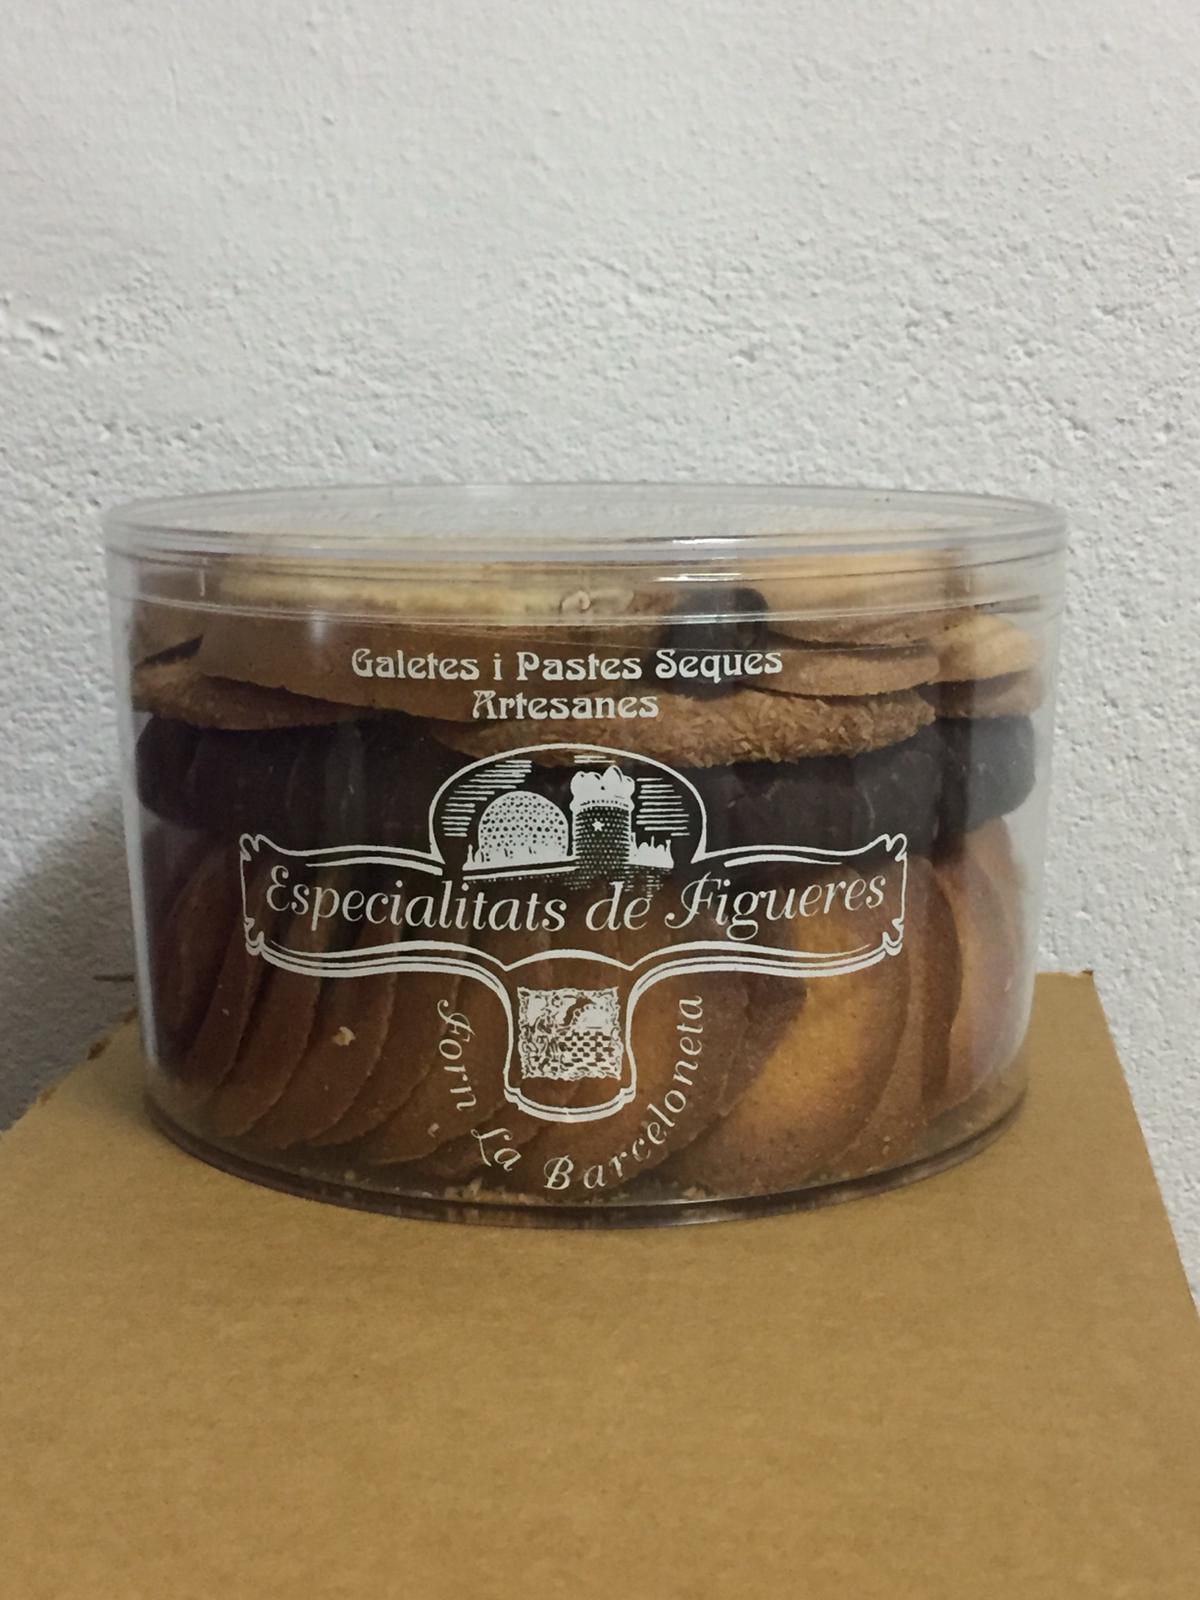 Galetes i Pastes Seques
Artesanes
Especialitats de Figueres
Forn La Barceloneta